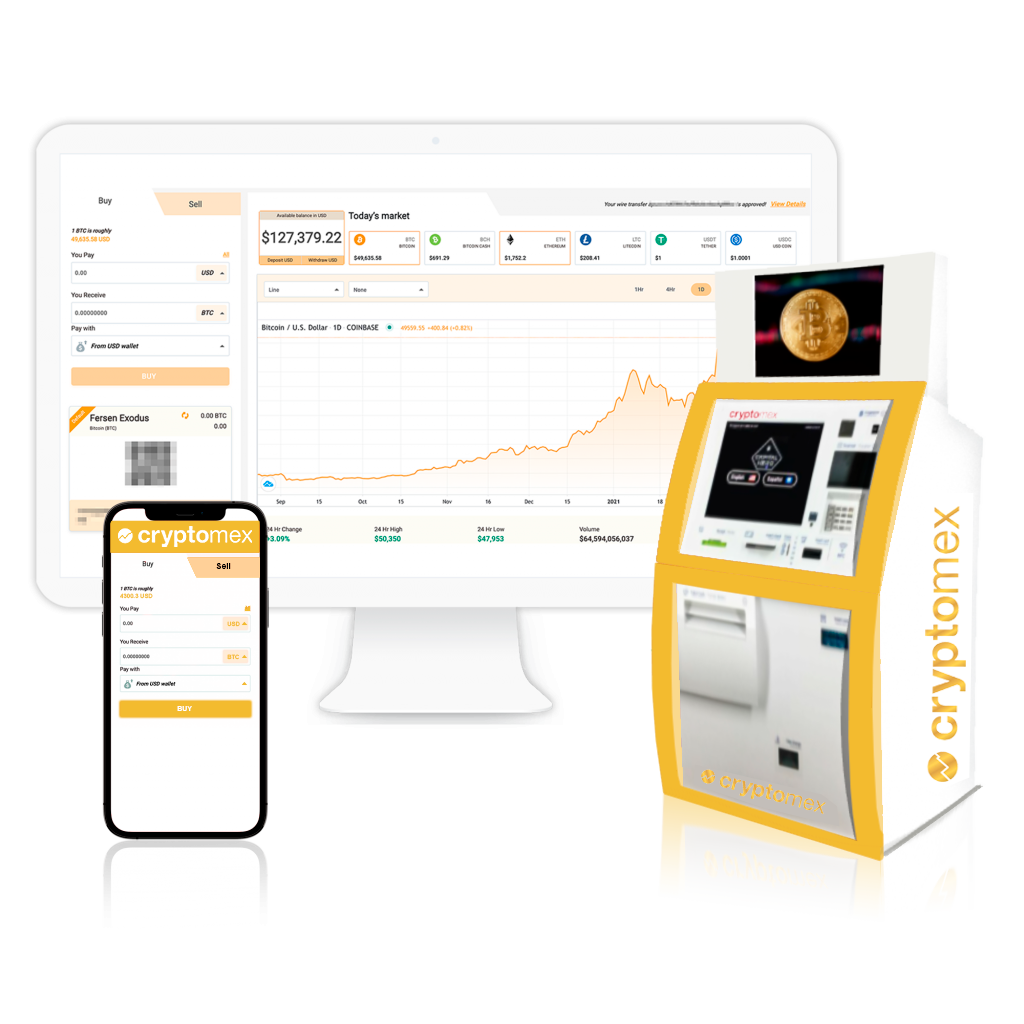 Buy
Sell
1 BTC is roughly
49,635.58 USD
You Pay
All
0.00
USD
You Receive
0.00000000
BTC
Pay with
From USD wallet
BUY
Default
Fersen Exodus
Bitcoin (BTC)
0.00 BTC
0.00
Your wire transfer
is approved!
View Details
Available balance in USD
$127,379.22
Deposit USD
Withdraw USD
Today's market
BTC
BITCOIN
$49,635.58
BCH
BITCOIN CASH
$691.29
ETH
ETHEREUM
$1,752.2
LTC
LITECOIN
$208.41
USDT
TETHER
$1
USDC
USD COIN
$1.0001
Line
None
1Hr
4Hr
1D
Bitcoin / U.S. Dollar · 1D · COINBASE
49559.55 −400.84 (+0.82%)
Sep
15
Oct
15
Nov
16
Dec
15
2021
18
24 Hr Change
+3.09%
24 Hr High
$50,350
24 Hr Low
$47,953
Volume
$64,594,056,037
cryptomex
Buy
Sell
1 BTC is roughly
4300.3 USD
You Pay
All
0.00
USD
You Receive
0.00000000
BTC
Pay with
From USD wallet
BUY
cryptomex
English
Español
cryptomex
cryptomex